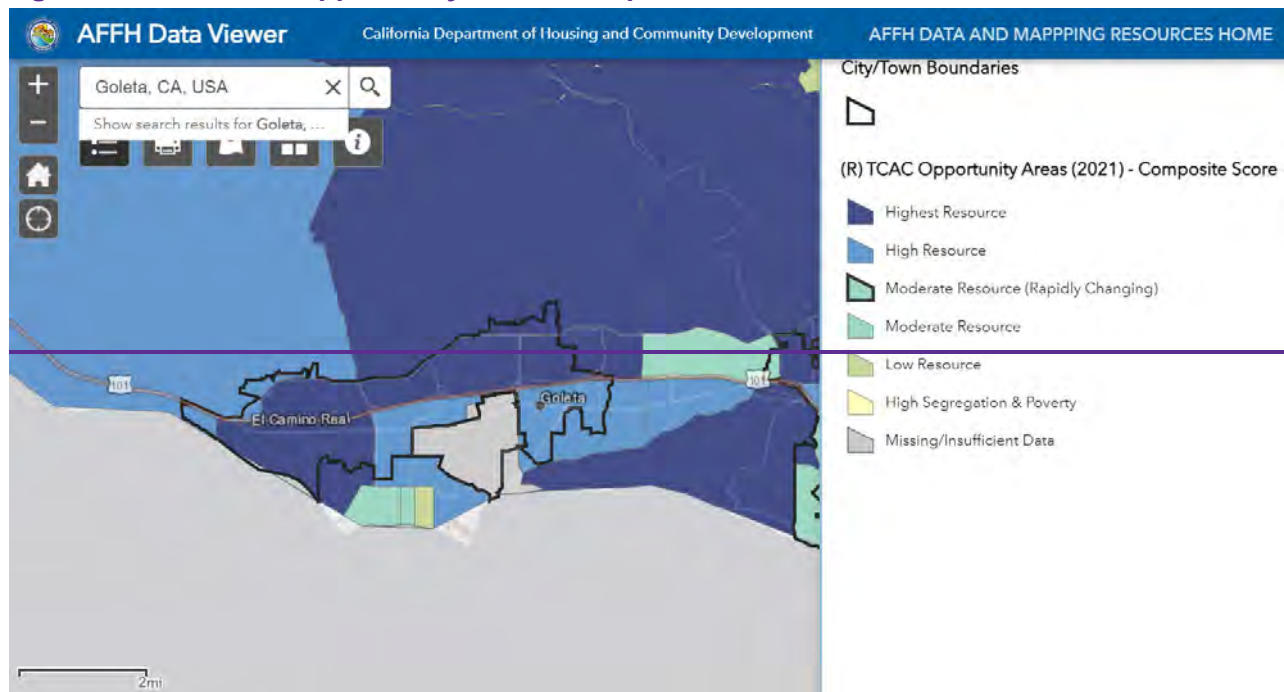 AFFH Data Viewer
California Department of Housing and Community Development
AFFH DATA AND MAPPPING RESOURCES HOME
Goleta, CA, USA
Show search results for Goleta, ...
City/Town Boundaries
(R) TCAC Opportunity Areas (2021) - Composite Score
Highest Resource
High Resource
Moderate Resource (Rapidly Changing)
Moderate Resource
Low Resource
High Segregation & Poverty
Missing/Insufficient Data
101
101
Goleta
El Camino Real
2mi